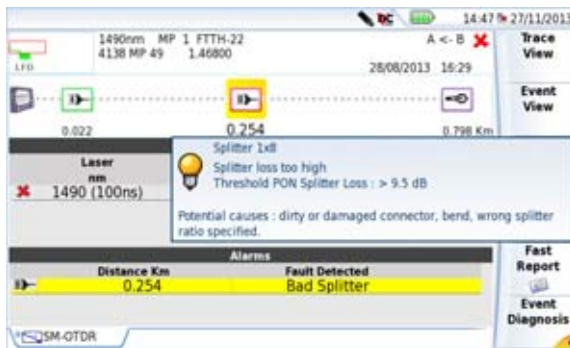 14:47 27/11/2013
1490nm MP 1 FTTH-22
4138 MP 49 1.46800
A <- B
28/08/2013 16:29
LFD
Trace
View
Event
View
0.022
0.254
0.798 Km
Splitter 1x8
Splitter loss too high
Threshold PON Splitter Loss : > 9.5 dB
Potential causes : dirty or damaged connector, bend, wrong splitter
ratio specified.
Laser
nm
1490 (100ns)
Alarms
Distance Km
Fault Detected
0.254
Bad Splitter
Fast
Report
Event
Diagnosis
SM-OTDR